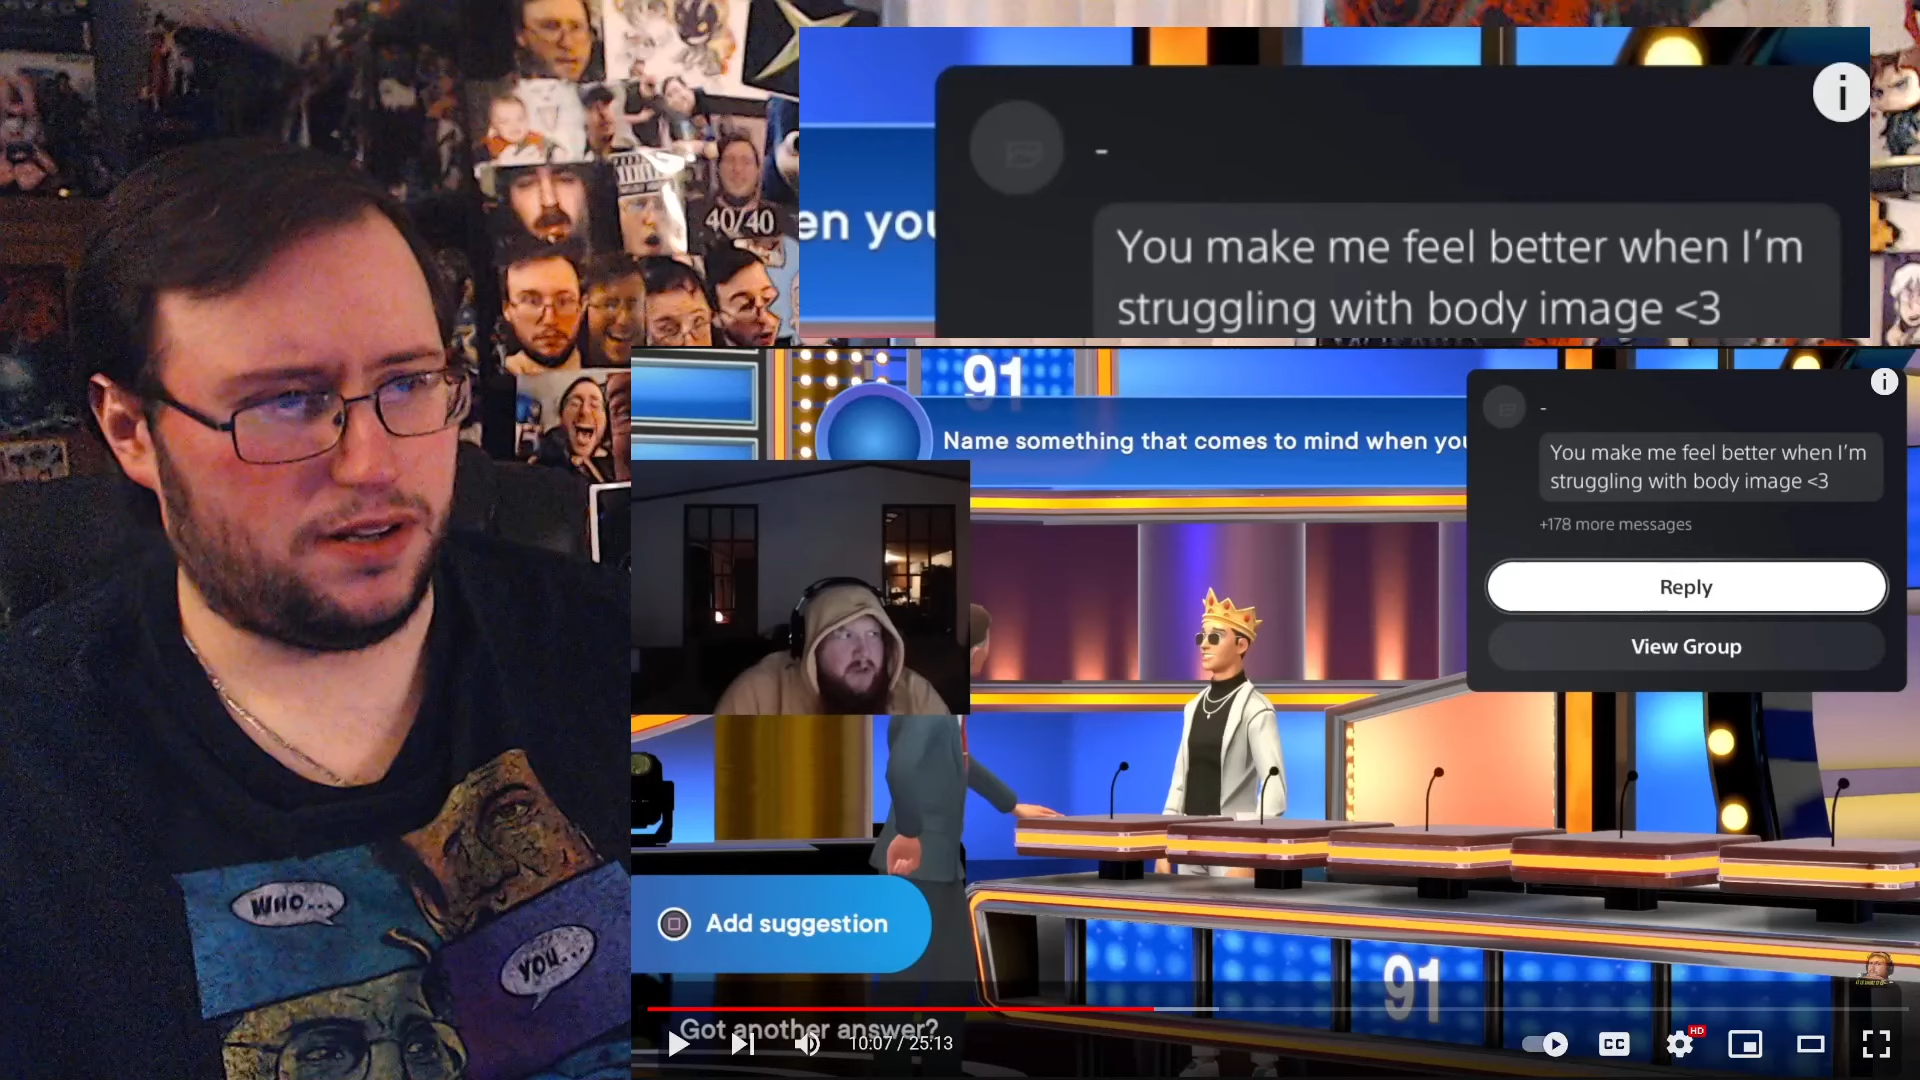 40/40
en you
-
You make me feel better when I'm
struggling with body image <3
i
91
Name something that comes to mind when you
-
You make me feel better when I'm
struggling with body image <3
+178 more messages
Reply
View Group
i
WHO...
YOU...
Add suggestion
91
Got another answer?
10:07 / 25:13
CC
HD